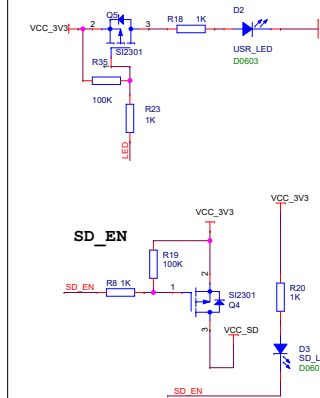 Q5
D2
R18 1K
VCC_3V3
2
3
USR_LED
SI2301
R35
D0603
100K
R23
1K
LED
VCC_3V3
VCC_3V3
SD_EN
R19
100K
2
R20
1K
SD_EN
R8 1K
1
SI2301
Q4
3
VCC_SD
D3
SD_L
D060
SD_EN